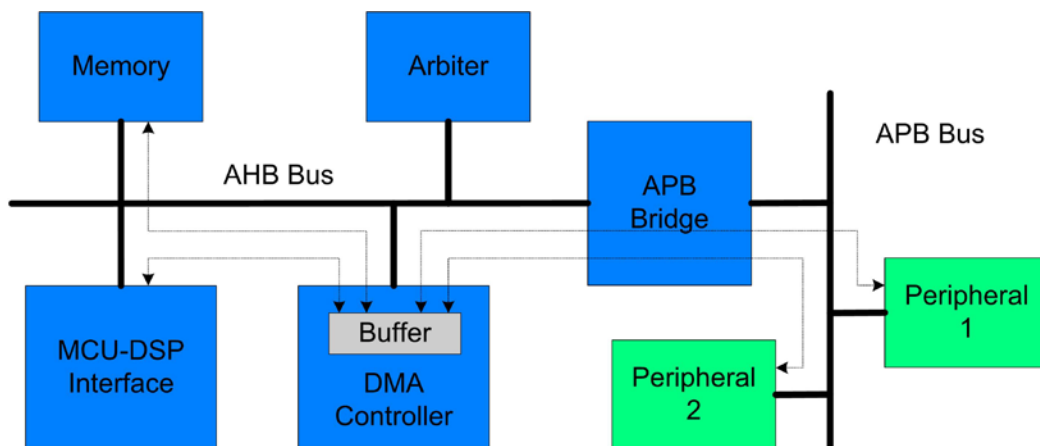 Memory
Arbiter
APB Bus
AHB Bus
APB
Bridge
Peripheral
1
MCU-DSP
Interface
Buffer
DMA
Controller
Peripheral
2